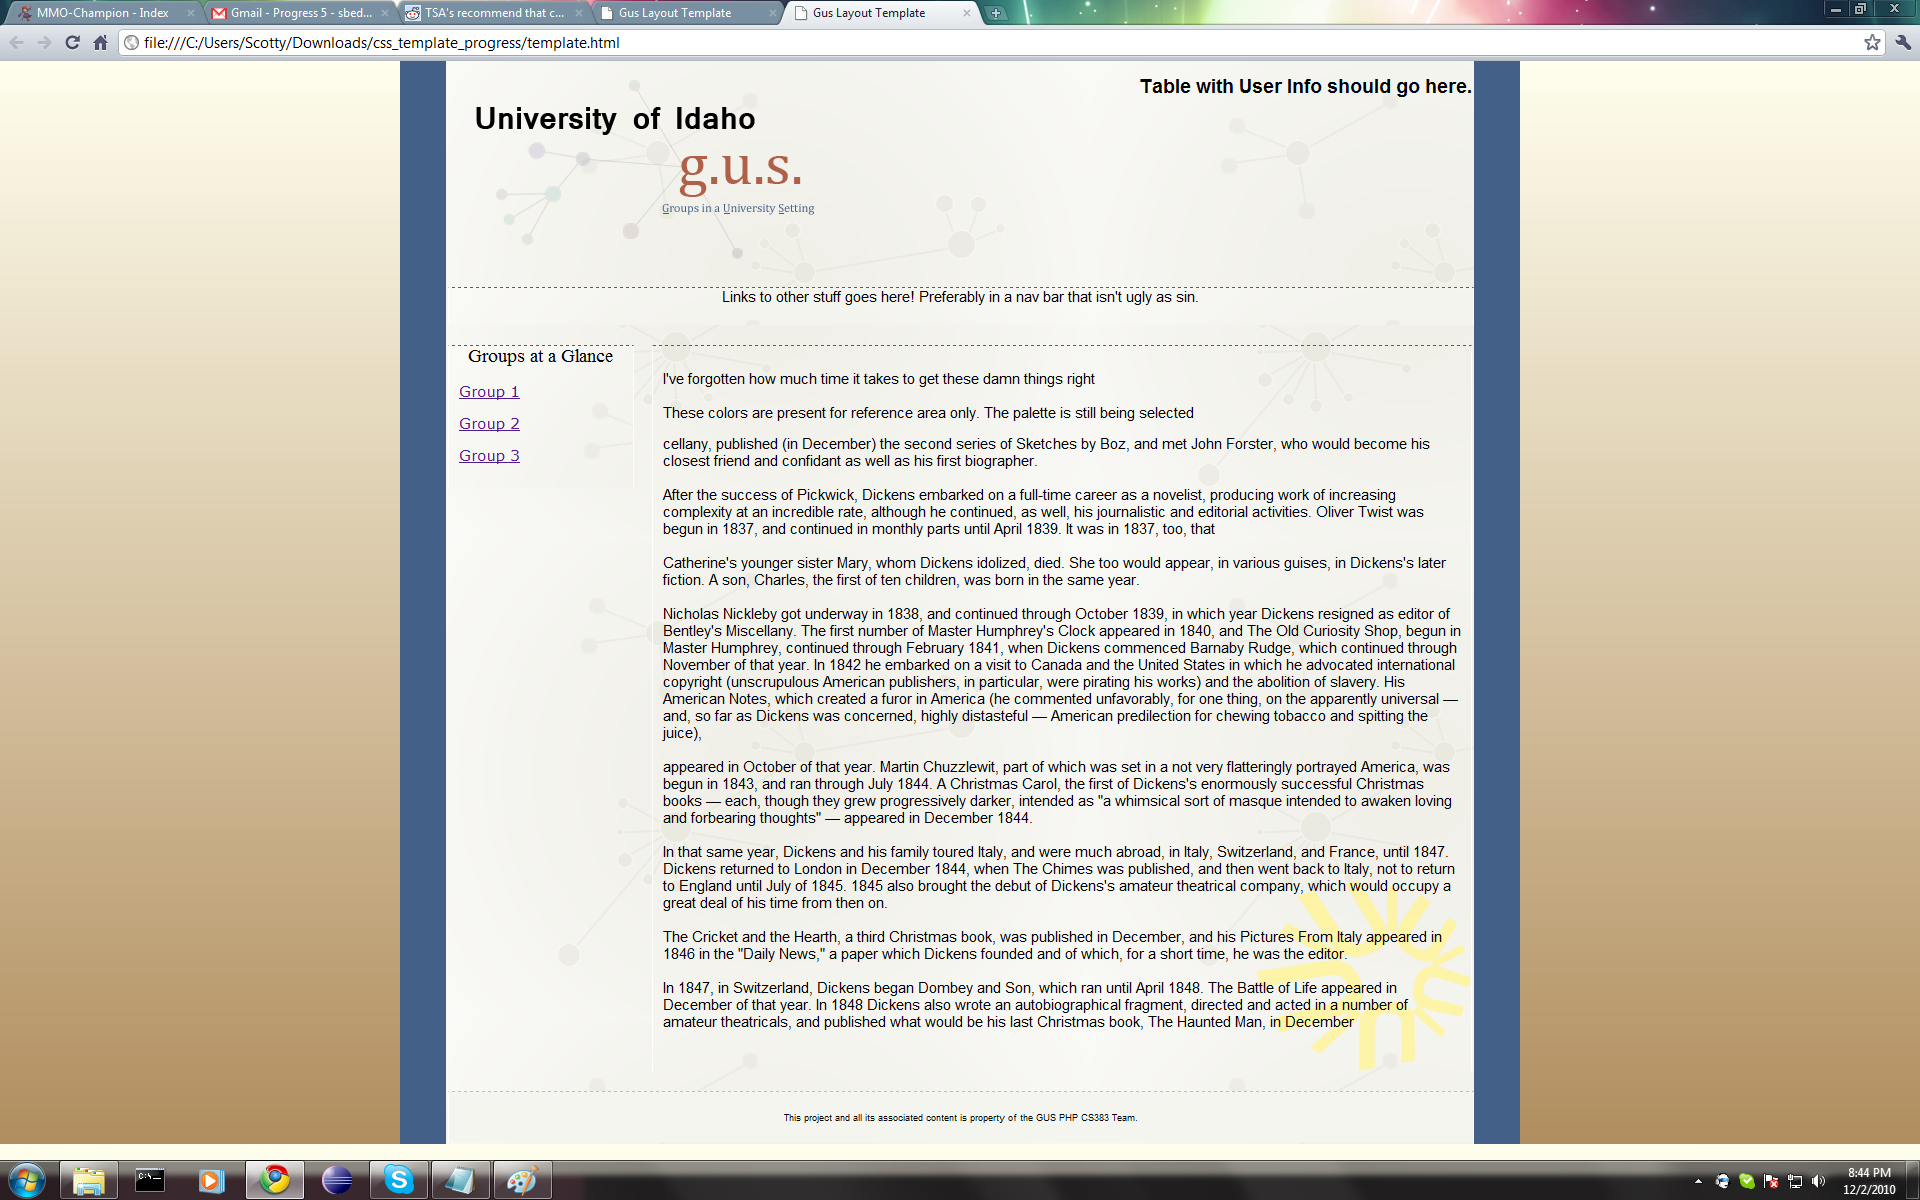 MMO-Champion - Index
Gmail - Progress 5 - sbed...
TSA's recommend that c...
Gus Layout Template
Gus Layout Template
file:///C:/Users/Scotty/Downloads/css_template_progress/template.html
Table with User Info should go here.
University of Idaho
g.u.s.
Groups in a University Setting
Links to other stuff goes here! Preferably in a nav bar that isn't ugly as sin.
Groups at a Glance
Group 1
Group 2
Group 3
I've forgotten how much time it takes to get these damn things right
These colors are present for reference area only. The palette is still being selected
cellany, published (in December) the second series of Sketches by Boz, and met John Forster, who would become his
closest friend and confidant as well as his first biographer.
After the success of Pickwick, Dickens embarked on a full-time career as a novelist, producing work of increasing
complexity at an incredible rate, although he continued, as well, his journalistic and editorial activities. Oliver Twist was
begun in 1837, and continued in monthly parts until April 1839. It was in 1837, too, that
Catherine's younger sister Mary, whom Dickens idolized, died. She too would appear, in various guises, in Dickens's later
fiction. A son, Charles, the first of ten children, was born in the same year.
Nicholas Nickleby got underway in 1838, and continued through October 1839, in which year Dickens resigned as editor of
Bentley's Miscellany. The first number of Master Humphrey's Clock appeared in 1840, and The Old Curiosity Shop, begun in
Master Humphrey, continued through February 1841, when Dickens commenced Barnaby Rudge, which continued through
November of that year. In 1842 he embarked on a visit to Canada and the United States in which he advocated international
copyright (unscrupulous American publishers, in particular, were pirating his works) and the abolition of slavery. His
American Notes, which created a furor in America (he commented unfavorably, for one thing, on the apparently universal —
and, so far as Dickens was concerned, highly distasteful — American predilection for chewing tobacco and spitting the
juice),
appeared in October of that year. Martin Chuzzlewit, part of which was set in a not very flatteringly portrayed America, was
begun in 1843, and ran through July 1844. A Christmas Carol, the first of Dickens's enormously successful Christmas
books — each, though they grew progressively darker, intended as "a whimsical sort of masque intended to awaken loving
and forbearing thoughts" — appeared in December 1844.
In that same year, Dickens and his family toured Italy, and were much abroad, in Italy, Switzerland, and France, until 1847.
Dickens returned to London in December 1844, when The Chimes was published, and then went back to Italy, not to return
to England until July of 1845. 1845 also brought the debut of Dickens's amateur theatrical company, which would occupy a
great deal of his time from then on.
The Cricket and the Hearth, a third Christmas book, was published in December, and his Pictures From Italy appeared in
1846 in the "Daily News," a paper which Dickens founded and of which, for a short time, he was the editor.
In 1847, in Switzerland, Dickens began Dombey and Son, which ran until April 1848. The Battle of Life appeared in
December of that year. In 1848 Dickens also wrote an autobiographical fragment, directed and acted in a number of
amateur theatricals, and published what would be his last Christmas book, The Haunted Man, in December
This project and all its associated content is property of the GUS PHP CS383 Team.
8:44 PM
12/2/2010